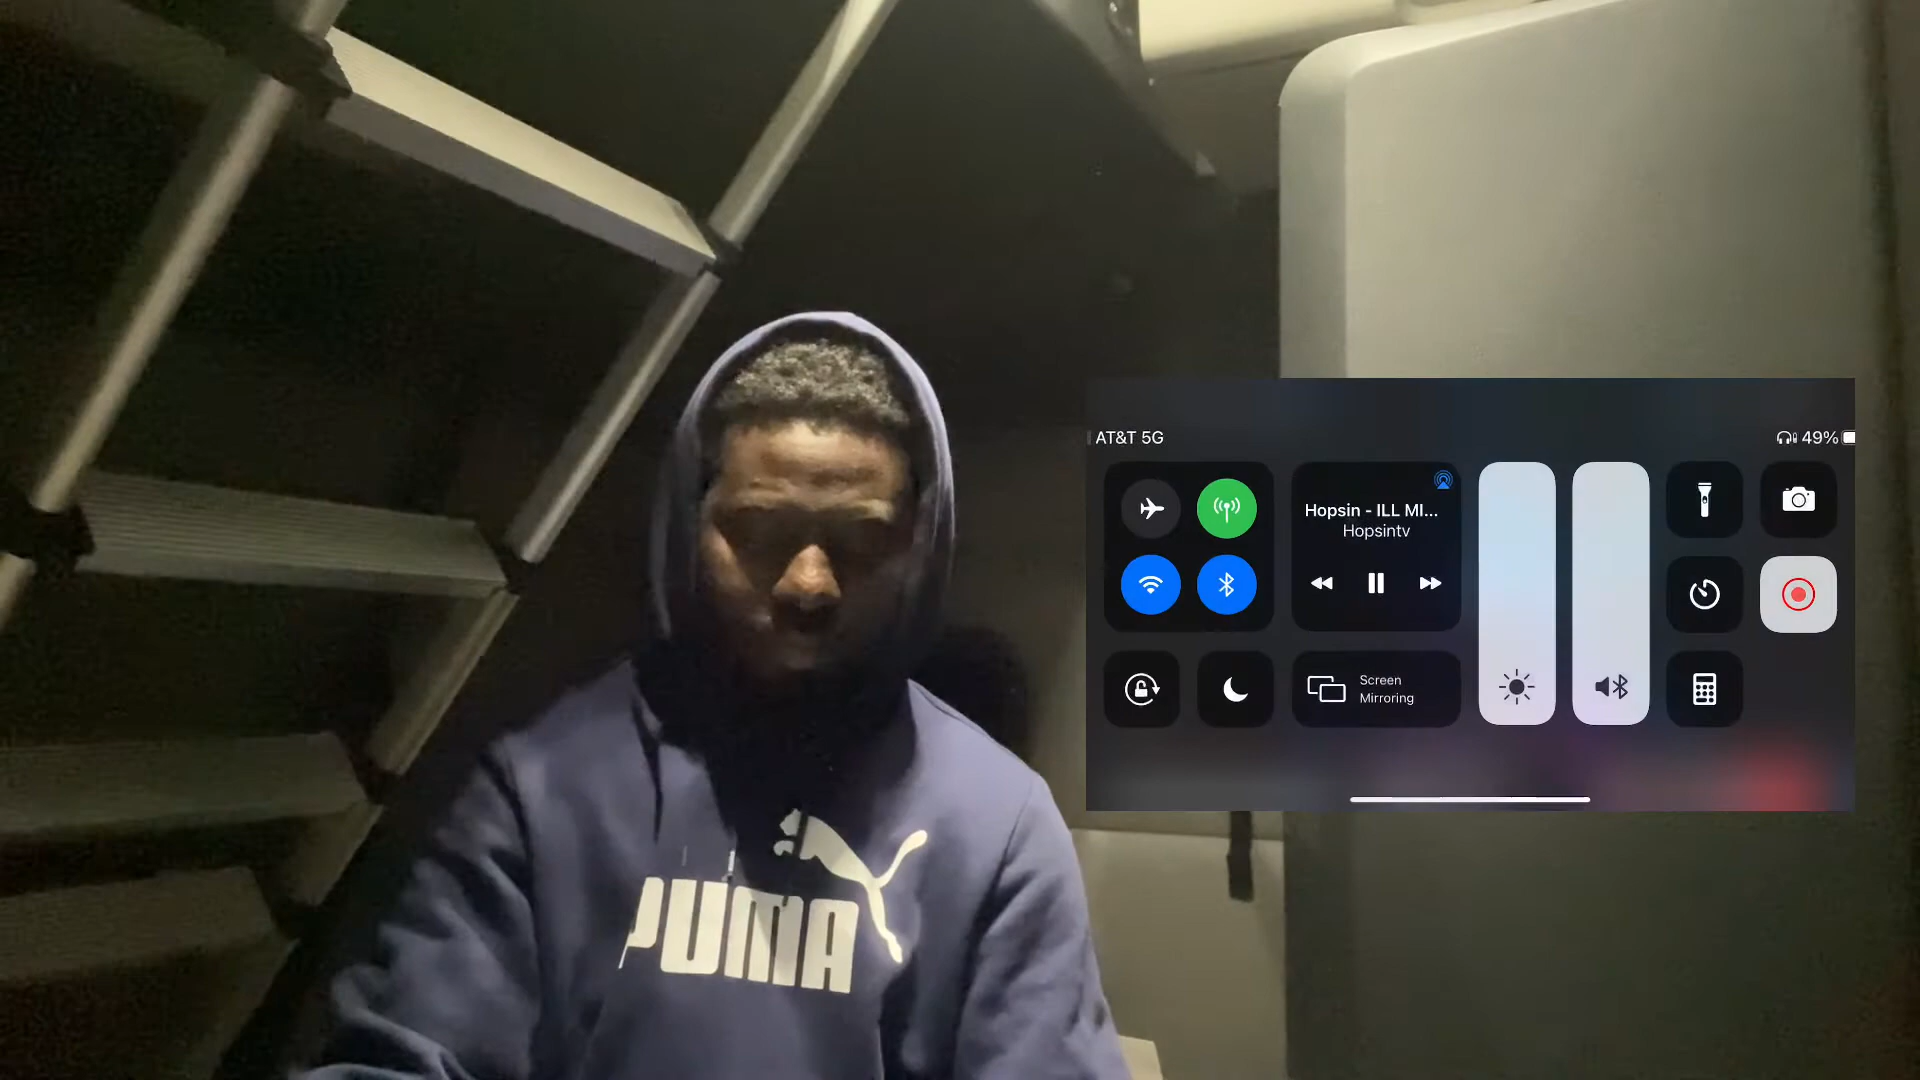 AT&T 5G
49%
Hopsin - ILL MI...
Hopsintv
Screen
Mirroring
PUMA